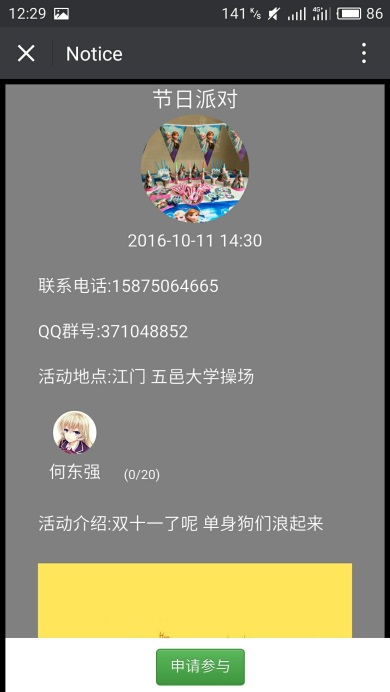 12:29 141 K/s 4G 86
Notice
节日派对
2016-10-11 14:30
联系电话:15875064665
QQ群号:371048852
活动地点:江门 五邑大学操场
何东强 (0/20)
活动介绍:双十一了呢 单身狗们浪起来
申请参与